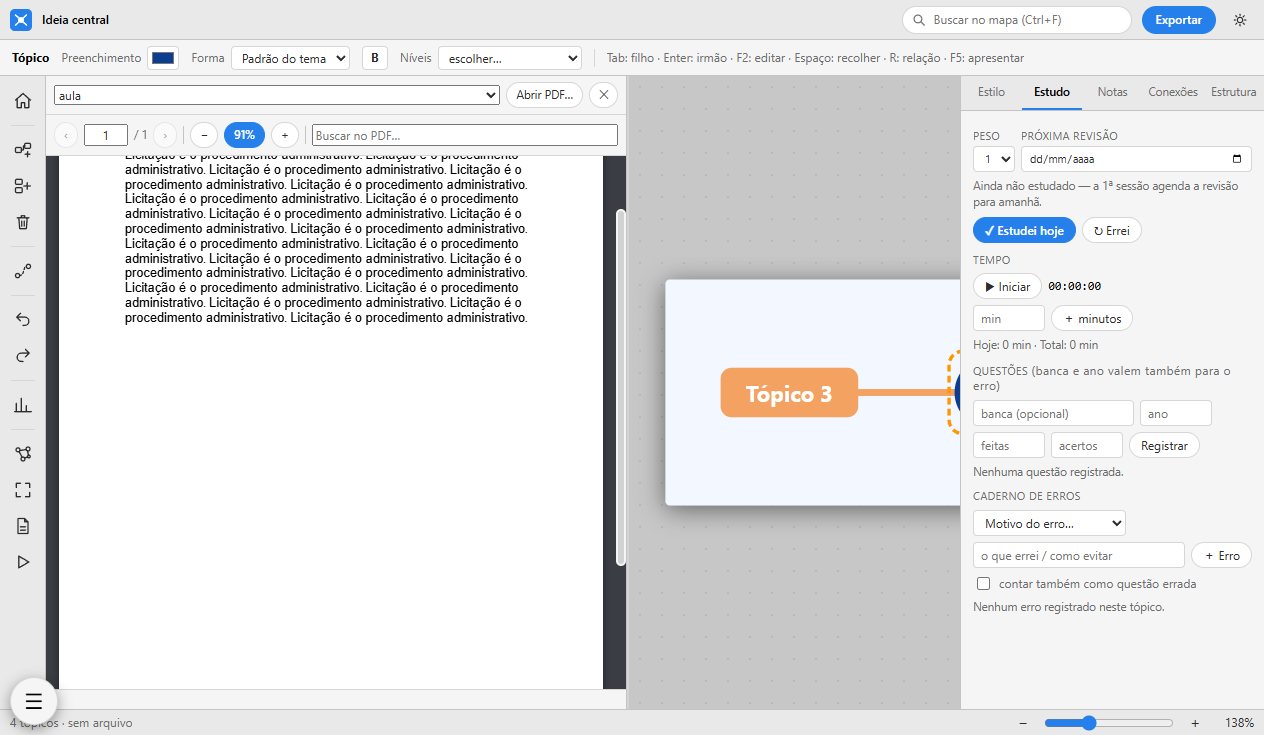 Ideia central
Buscar no mapa (Ctrl+F)
Exportar
Tópico
Preenchimento
Forma
Padrão do tema
B
Níveis
escolher...
Tab: filho · Enter: irmão · F2: editar · Espaço: recolher · R: relação · F5: apresentar
aula
Abrir PDF...
1
/ 1
91%
Buscar no PDF...
Licitação é o procedimento administrativo. Licitação é o procedimento
administrativo. Licitação é o procedimento administrativo. Licitação é o
procedimento administrativo. Licitação é o procedimento administrativo.
Licitação é o procedimento administrativo. Licitação é o procedimento
administrativo. Licitação é o procedimento administrativo. Licitação é o
procedimento administrativo. Licitação é o procedimento administrativo.
Licitação é o procedimento administrativo. Licitação é o procedimento
administrativo. Licitação é o procedimento administrativo. Licitação é o
procedimento administrativo. Licitação é o procedimento administrativo.
Licitação é o procedimento administrativo. Licitação é o procedimento
administrativo. Licitação é o procedimento administrativo. Licitação é o
procedimento administrativo. Licitação é o procedimento administrativo.
Tópico 3
Estilo
Estudo
Notas
Conexões
Estrutura
PESO
PRÓXIMA REVISÃO
1
dd/mm/aaaa
Ainda não estudado — a 1ª sessão agenda a revisão
para amanhã.
✓ Estudei hoje
↻ Errei
TEMPO
▶ Iniciar
00:00:00
min
+ minutos
Hoje: 0 min · Total: 0 min
QUESTÕES (banca e ano valem também para o
erro)
banca (opcional)
ano
feitas
acertos
Registrar
Nenhuma questão registrada.
CADERNO DE ERROS
Motivo do erro...
o que errei / como evitar
+ Erro
contar também como questão errada
Nenhum erro registrado neste tópico.
4 tópicos · sem arquivo
138%